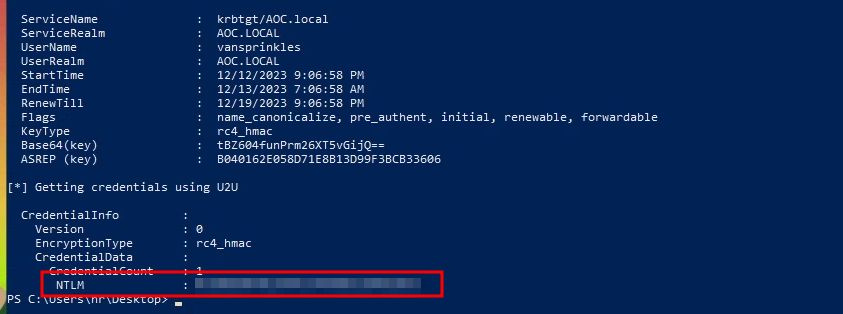 ServiceName : krbtgt/AOC.local
ServiceRealm : AOC.LOCAL
UserName : vansprinkles
UserRealm : AOC.LOCAL
StartTime : 12/12/2023 9:06:58 PM
EndTime : 12/13/2023 7:06:58 AM
RenewTill : 12/19/2023 9:06:58 PM
Flags : name_canonicalize, pre_authent, initial, renewable, forwardable
KeyType : rc4_hmac
Base64(key) : tBZ604funPrm26XT5vGijQ==
ASREP (key) : B040162E058D71E8B13D99F3BCB33606
[*] Getting credentials using U2U
CredentialInfo :
Version : 0
EncryptionType : rc4_hmac
CredentialData :
CredentialCount : 1
NTLM :
PS C:\Users\hr\Desktop>